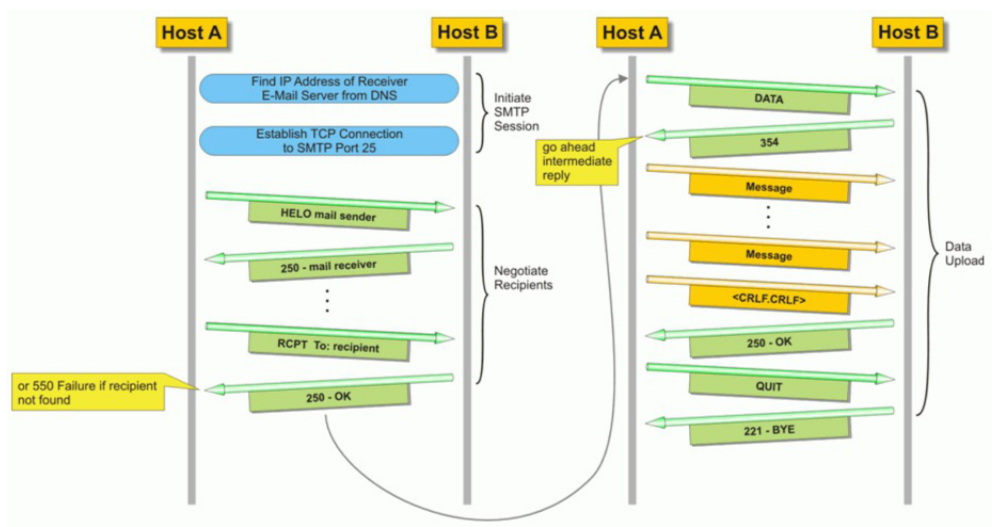 Host A
Host B
Find IP Address of Receiver
E-Mail Server from DNS
Establish TCP Connection
to SMTP Port 25
Initiate
SMTP
Session
HELO mail sender
250 - mail receiver
RCPT To: recipient
250 - OK
Negotiate
Recipients
or 550 Failure if recipient
not found
Host A
Host B
DATA
354
go ahead
intermediate
reply
Message
Message
<CRLF.CRLF>
250 - OK
QUIT
221 - BYE
Data
Upload